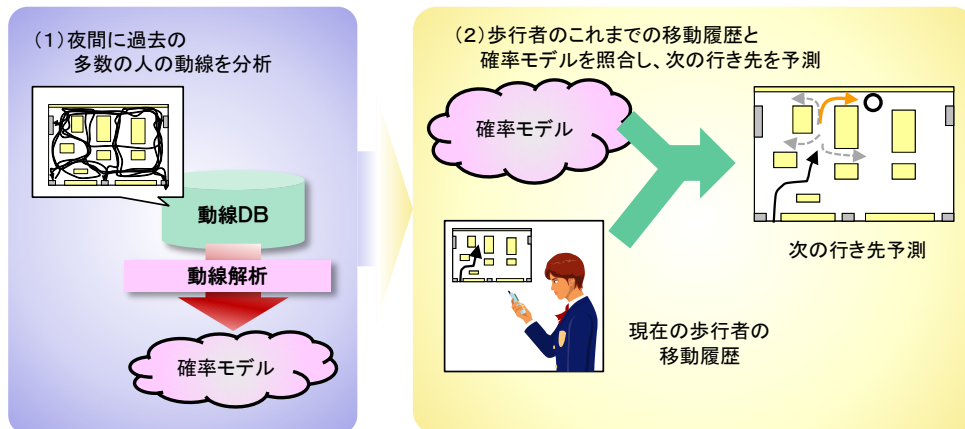 （1）夜間に過去の
多数の人の動線を分析
動線DB
動線解析
確率モデル
（2）歩行者のこれまでの移動履歴と
確率モデルを照合し、次の行き先を予測
確率モデル
次の行き先予測
現在の歩行者の
移動履歴